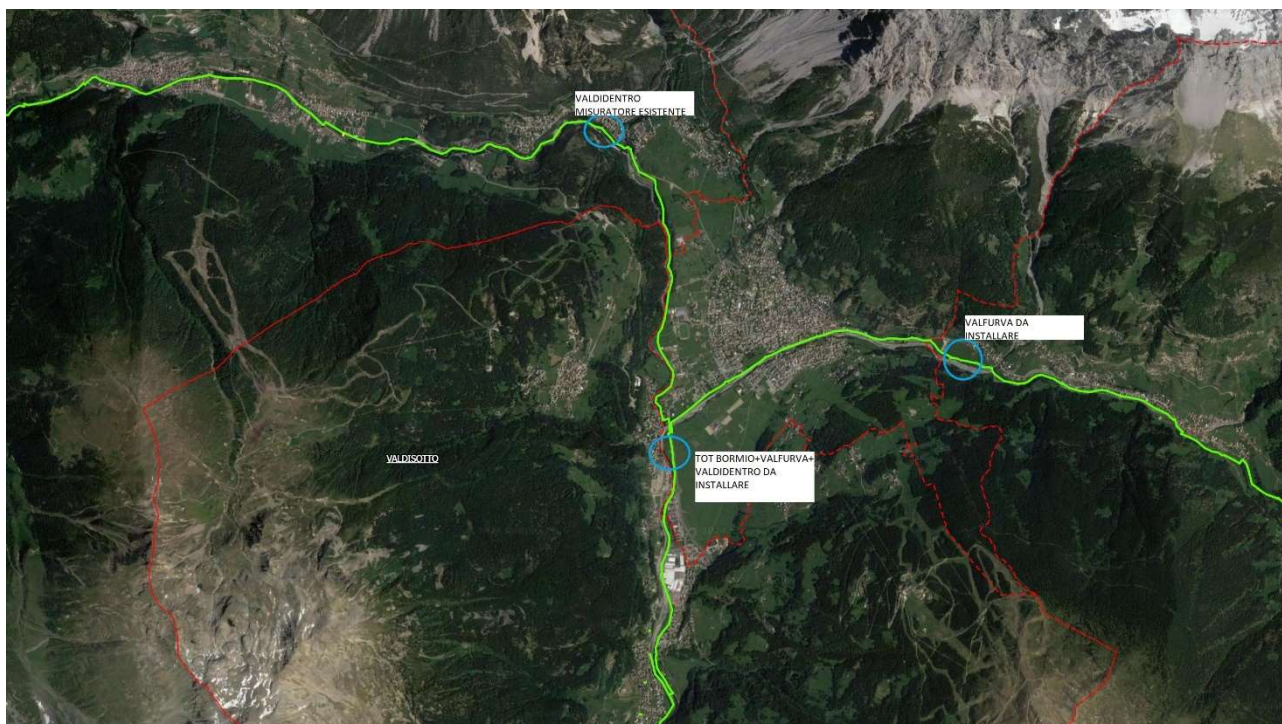 VALDIDENTRO
MISURATORE ESISTENTE
VALFURVA DA
INSTALLARE
VALDISOTTO
TOT BORMIO+VALFURVA+
VALDIDENTRO DA
INSTALLARE